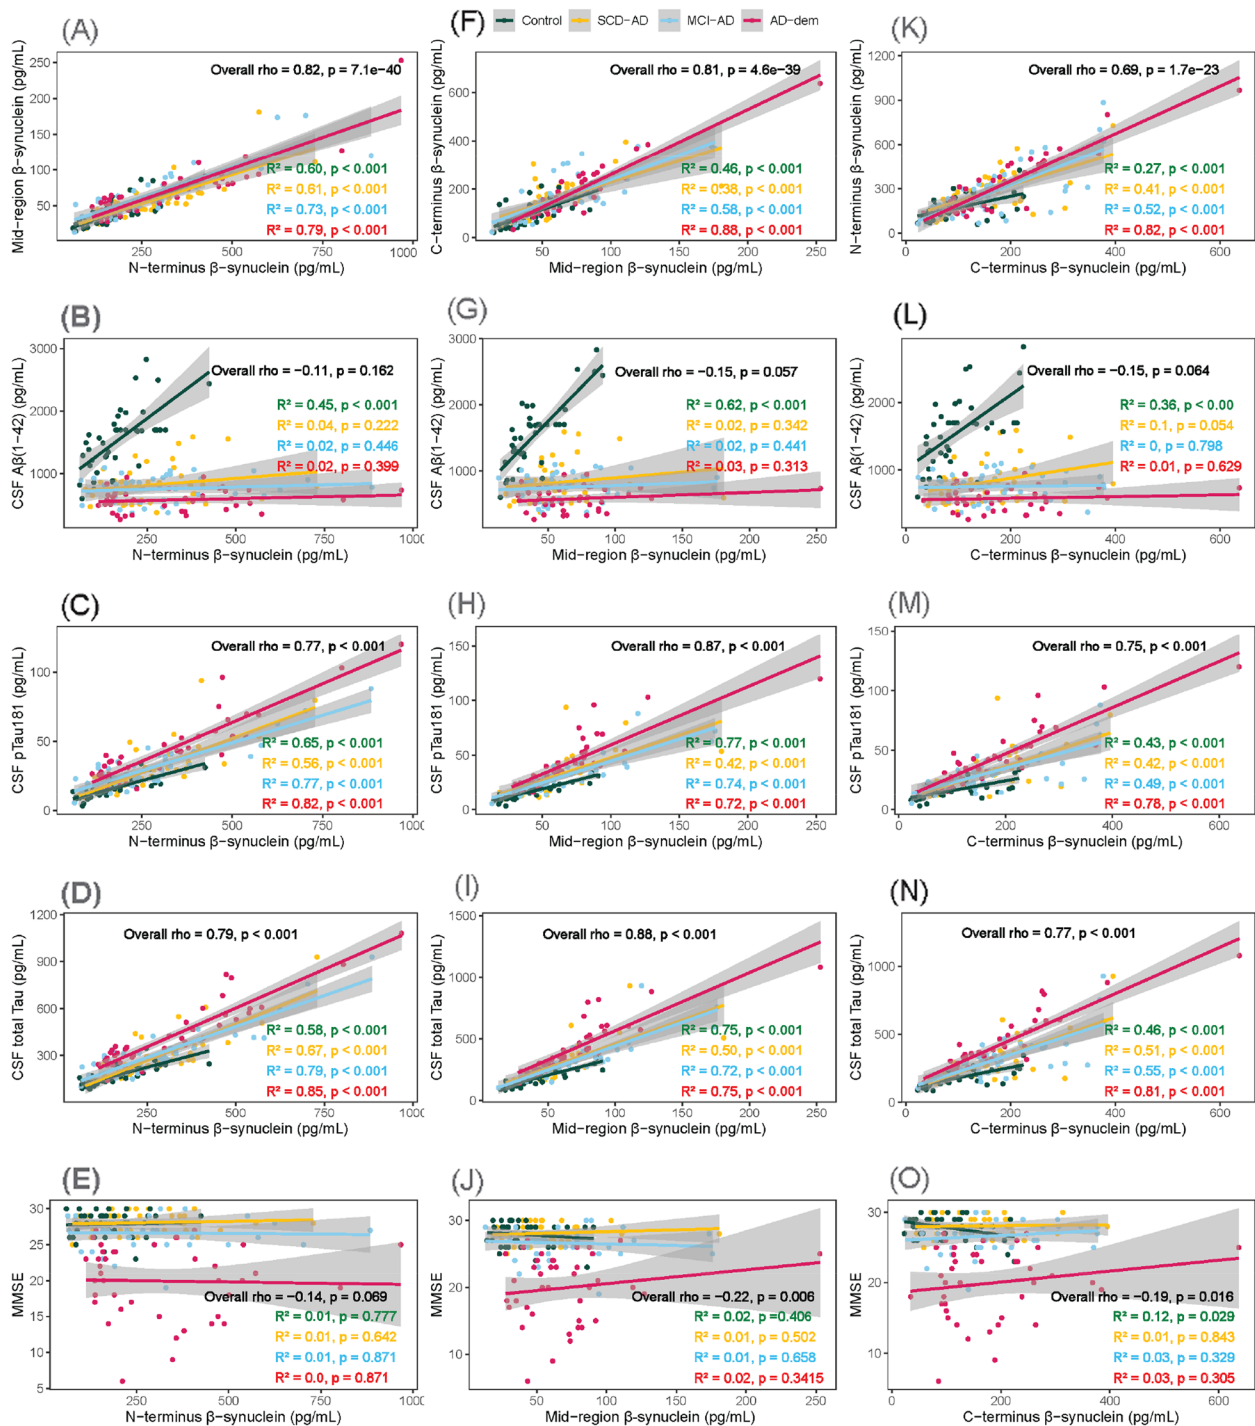 Control SCD-AD MCI-AD AD-dem
(A)
Mid-region β-synuclein (pg/mL)
250
200
150
100
50
Overall rho = 0.82, p = 7.1e-40
R² = 0.60, p < 0.001
R² = 0.61, p < 0.001
R² = 0.73, p < 0.001
R² = 0.79, p < 0.001
250 500 750 1000
N-terminus β-synuclein (pg/mL)
(F)
C-terminus β-synuclein (pg/mL)
600
400
200
0
Overall rho = 0.81, p = 4.6e-39
R² = 0.46, p < 0.001
R² = 0.38, p < 0.001
R² = 0.58, p < 0.001
R² = 0.88, p < 0.001
50 100 150 200 250
Mid-region β-synuclein (pg/mL)
(K)
N-terminus β-synuclein (pg/mL)
1200
900
600
300
0
Overall rho = 0.69, p = 1.7e-23
R² = 0.27, p < 0.001
R² = 0.41, p < 0.001
R² = 0.52, p < 0.001
R² = 0.82, p < 0.001
0 200 400 600
C-terminus β-synuclein (pg/mL)
(B)
CSF Aβ(1-42) (pg/mL)
3000
2000
1000
Overall rho = -0.11, p = 0.162
R² = 0.45, p < 0.001
R² = 0.04, p = 0.222
R² = 0.02, p = 0.446
R² = 0.02, p = 0.399
250 500 750 1000
N-terminus β-synuclein (pg/mL)
(G)
CSF Aβ(1-42) (pg/mL)
3000
2000
1000
0
Overall rho = -0.15, p = 0.057
R² = 0.62, p < 0.001
R² = 0.02, p = 0.342
R² = 0.02, p = 0.441
R² = 0.03, p = 0.313
50 100 150 200 250
Mid-region β-synuclein (pg/mL)
(L)
CSF Aβ(1-42) (pg/mL)
2000
1000
0
Overall rho = -0.15, p = 0.064
R² = 0.36, p < 0.00
R² = 0.1, p = 0.054
R² = 0, p = 0.798
R² = 0.01, p = 0.629
0 200 400 600
C-terminus β-synuclein (pg/mL)
(C)
CSF pTau181 (pg/mL)
100
50
0
Overall rho = 0.77, p < 0.001
R² = 0.65, p < 0.001
R² = 0.56, p < 0.001
R² = 0.77, p < 0.001
R² = 0.82, p < 0.001
250 500 750
N-terminus β-synuclein (pg/mL)
(H)
CSF pTau181 (pg/mL)
150
100
50
0
Overall rho = 0.87, p < 0.001
R² = 0.77, p < 0.001
R² = 0.42, p < 0.001
R² = 0.74, p < 0.001
R² = 0.72, p < 0.001
50 100 150 200 250
Mid-region β-synuclein (pg/mL)
(M)
CSF pTau181 (pg/mL)
150
100
50
0
Overall rho = 0.75, p < 0.001
R² = 0.43, p < 0.001
R² = 0.42, p < 0.001
R² = 0.49, p < 0.001
R² = 0.78, p < 0.001
0 200 400 600
C-terminus β-synuclein (pg/mL)
(D)
CSF total Tau (pg/mL)
1200
900
600
300
Overall rho = 0.79, p < 0.001
R² = 0.58, p < 0.001
R² = 0.67, p < 0.001
R² = 0.79, p < 0.001
R² = 0.85, p < 0.001
250 500 750
N-terminus β-synuclein (pg/mL)
(I)
CSF total Tau (pg/mL)
1500
1000
500
0
Overall rho = 0.88, p < 0.001
R² = 0.75, p < 0.001
R² = 0.50, p < 0.001
R² = 0.72, p < 0.001
R² = 0.75, p < 0.001
50 100 150 200 250
Mid-region β-synuclein (pg/mL)
(N)
CSF total Tau (pg/mL)
1000
500
0
Overall rho = 0.77, p < 0.001
R² = 0.46, p < 0.001
R² = 0.51, p < 0.001
R² = 0.55, p < 0.001
R² = 0.81, p < 0.001
0 200 400 600
C-terminus β-synuclein (pg/mL)
(E)
MMSE
30
25
20
15
10
5
Overall rho = -0.14, p = 0.069
R² = 0.01, p = 0.777
R² = 0.01, p = 0.642
R² = 0.01, p = 0.871
R² = 0.0, p = 0.871
250 500 750 1000
N-terminus β-synuclein (pg/mL)
(J)
MMSE
30
20
10
Overall rho = -0.22, p = 0.006
R² = 0.02, p = 0.406
R² = 0.01, p = 0.502
R² = 0.01, p = 0.658
R² = 0.02, p = 0.3415
50 100 150 200 250
Mid-region β-synuclein (pg/mL)
(O)
MMSE
30
20
10
Overall rho = -0.19, p = 0.016
R² = 0.12, p = 0.029
R² = 0.01, p = 0.843
R² = 0.03, p = 0.329
R² = 0.03, p = 0.305
0 200 400 600
C-terminus β-synuclein (pg/mL)